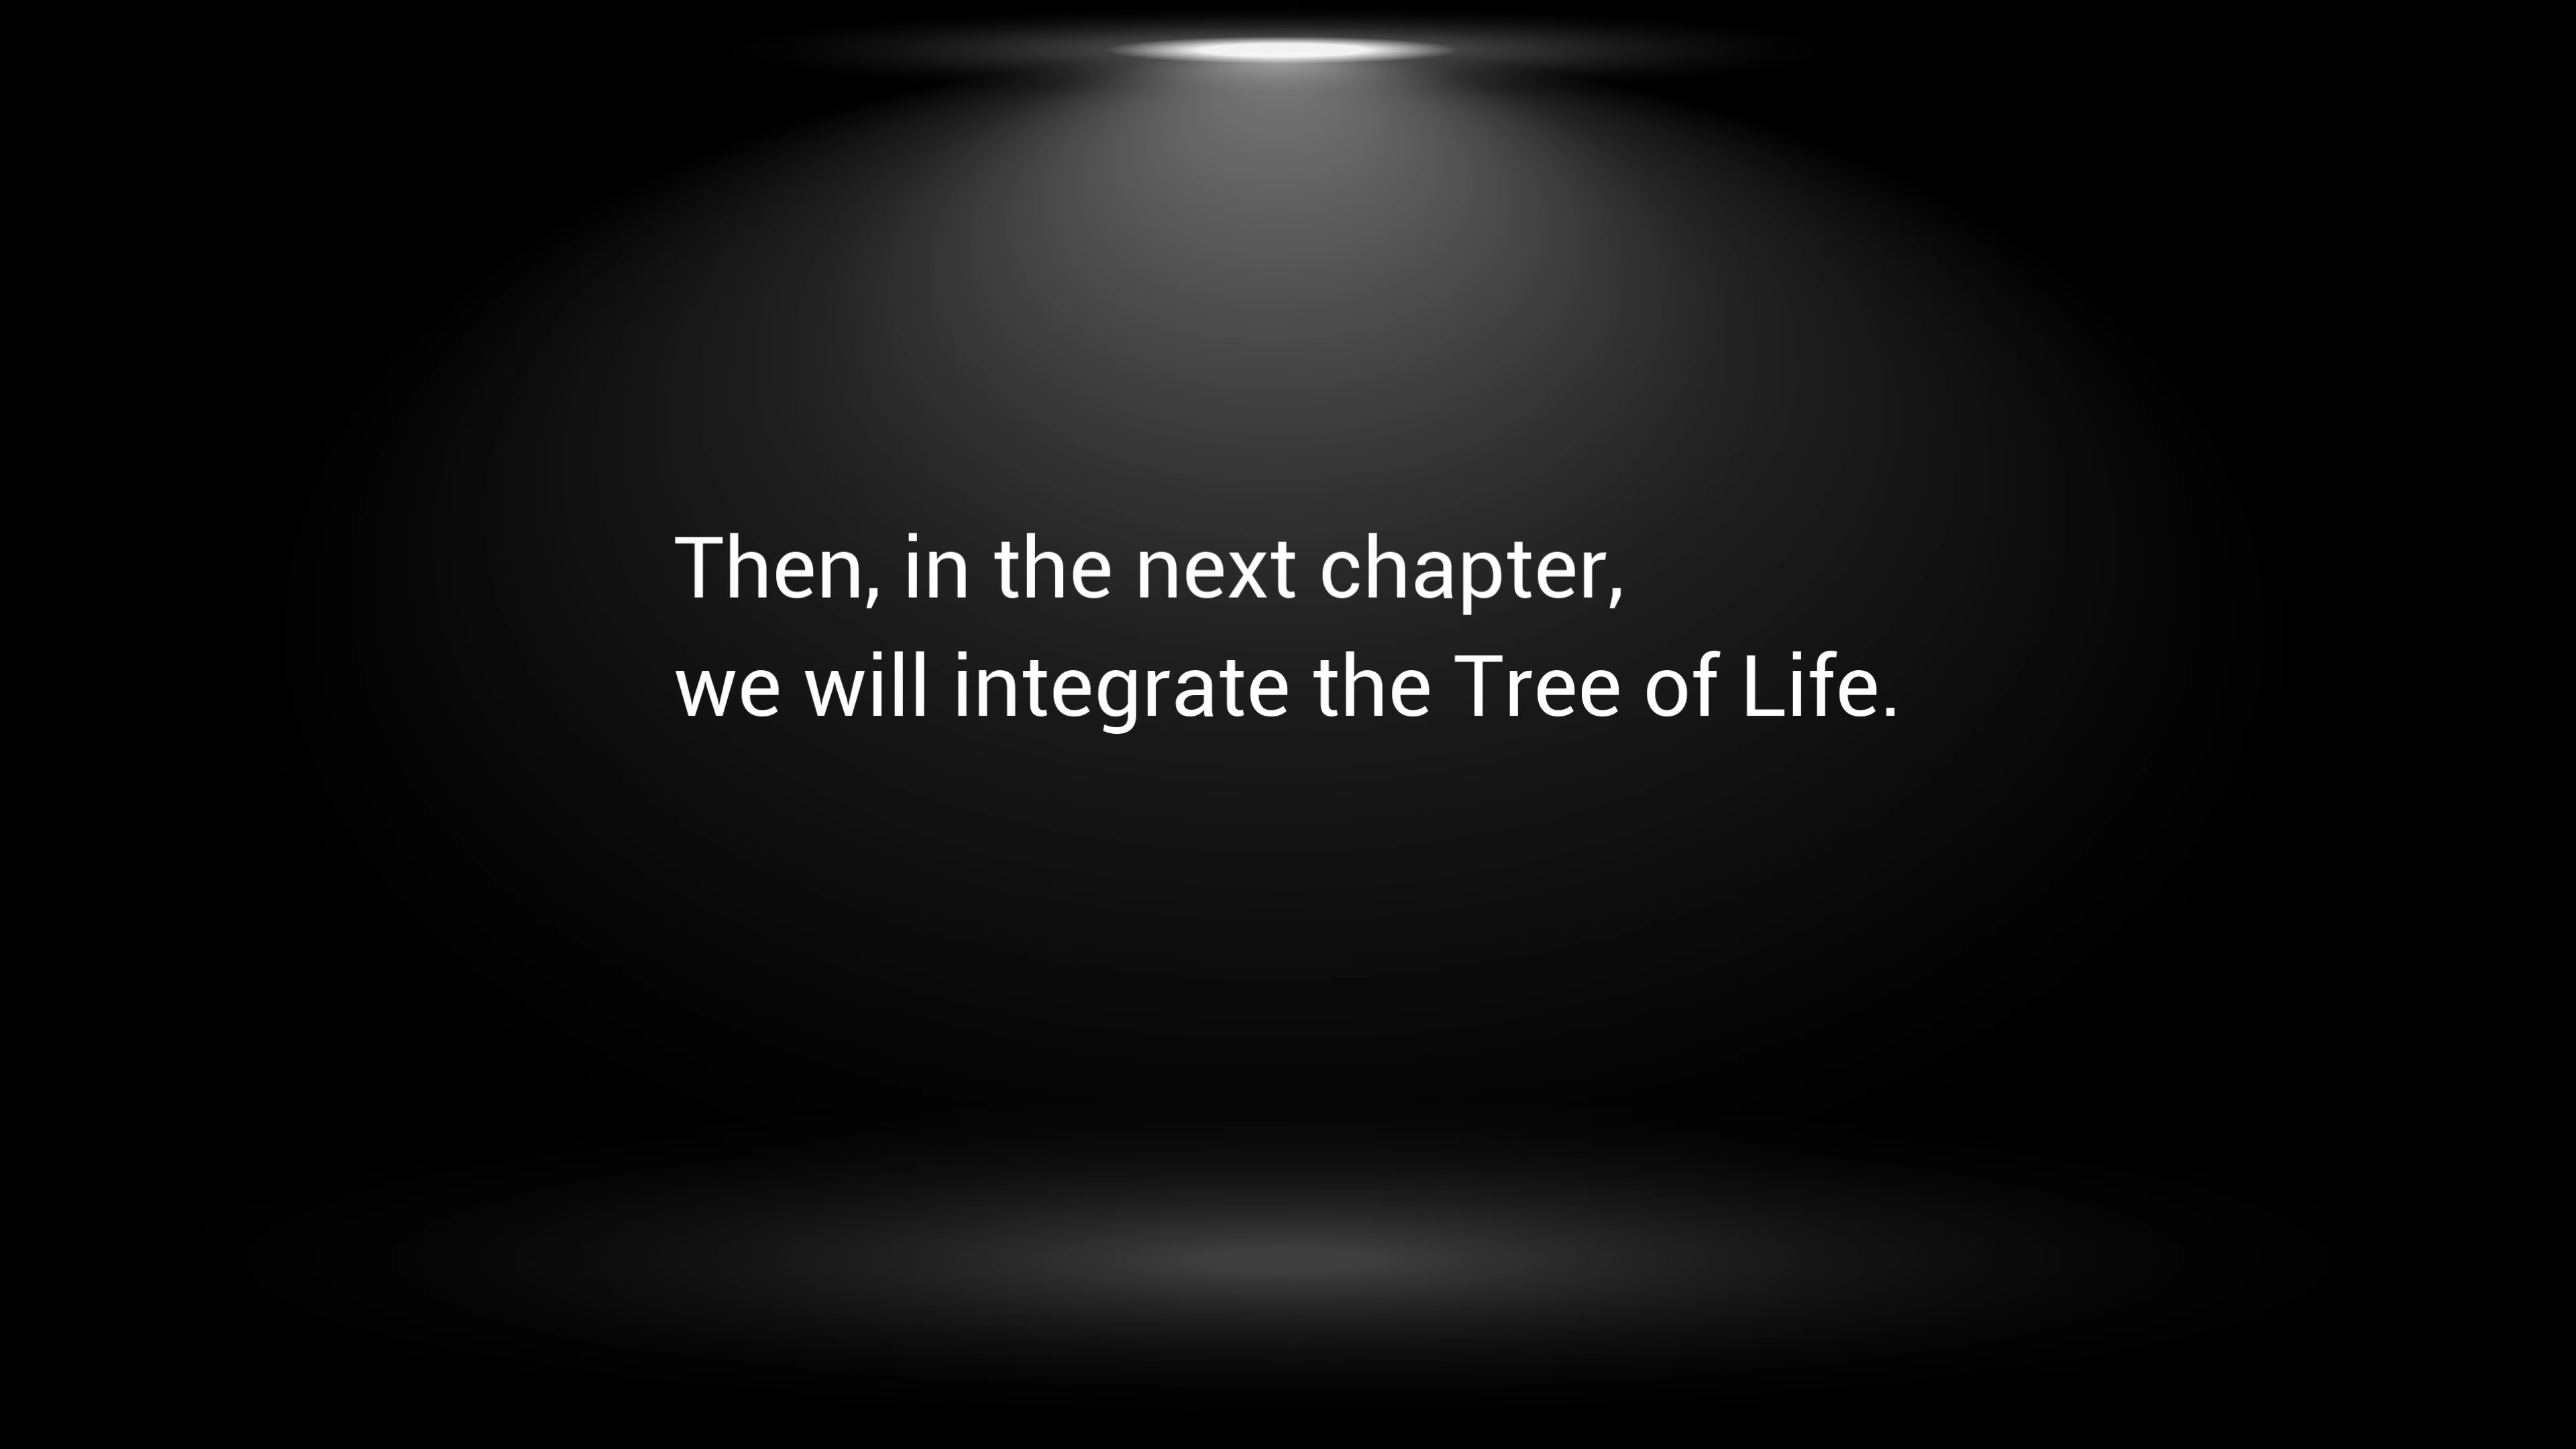 Then, in the next chapter,
we will integrate the Tree of Life.